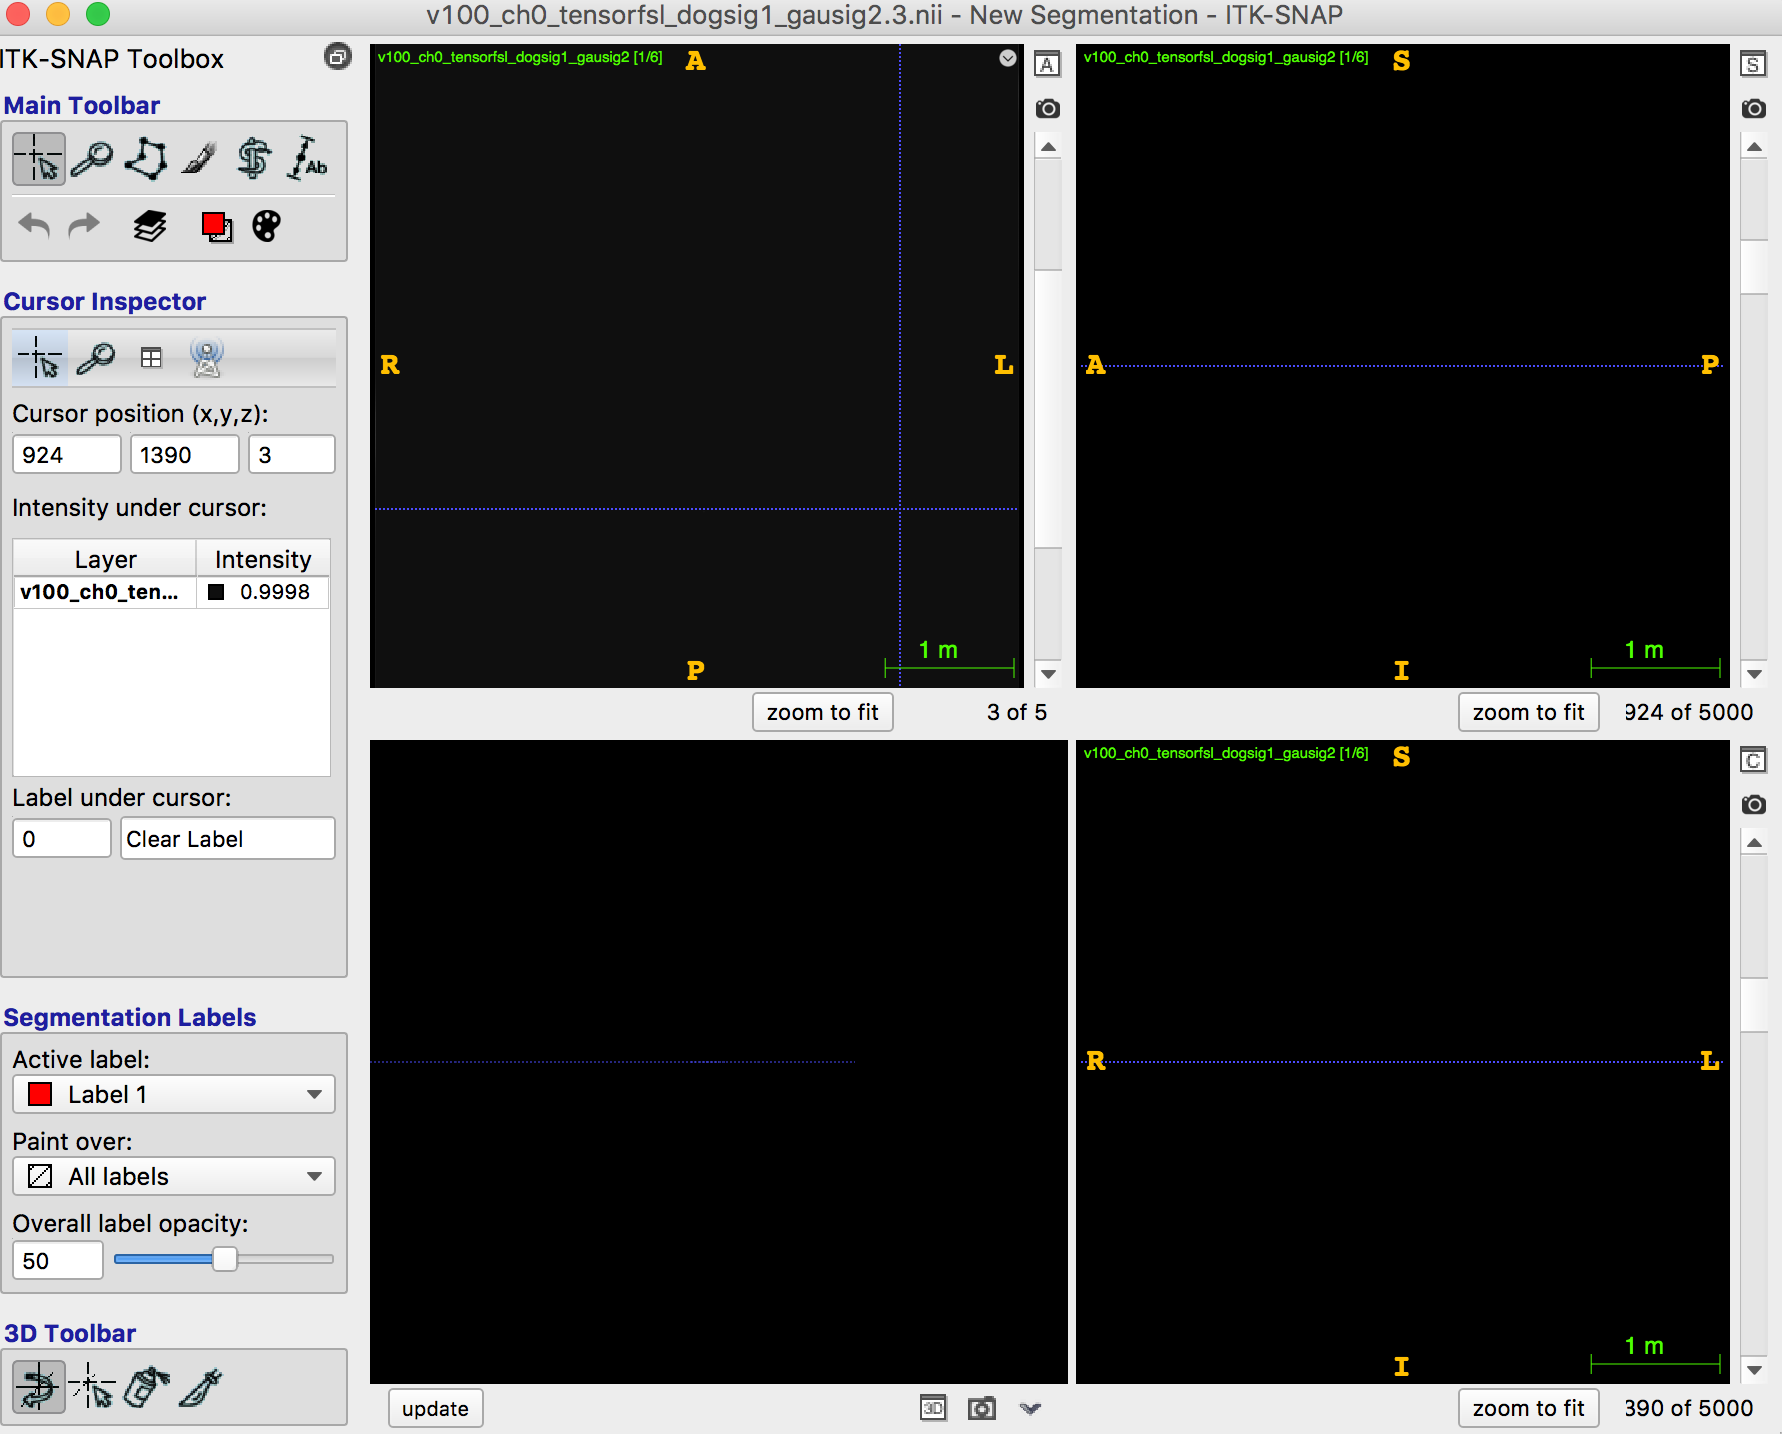 v100_ch0_tensorfsl_dogsig1_gausig2.3.nii - New Segmentation - ITK-SNAP
ITK-SNAP Toolbox
Main Toolbar
Ab
Cursor Inspector
Cursor position (x,y,z):
924 1390 3
Intensity under cursor:
Layer Intensity
v100_ch0_ten... 0.9998
Label under cursor:
0 Clear Label
Segmentation Labels
Active label:
Label 1
Paint over:
All labels
Overall label opacity:
50
3D Toolbar
v100_ch0_tensorfsl_dogsig1_gausig2 [1/6]
A
A
R
L
1 m
P
zoom to fit 3 of 5
v100_ch0_tensorfsl_dogsig1_gausig2 [1/6]
S
S
A
P
1 m
I
zoom to fit 924 of 5000
update 3D
v100_ch0_tensorfsl_dogsig1_gausig2 [1/6]
S
C
R
L
1 m
I
zoom to fit 390 of 5000